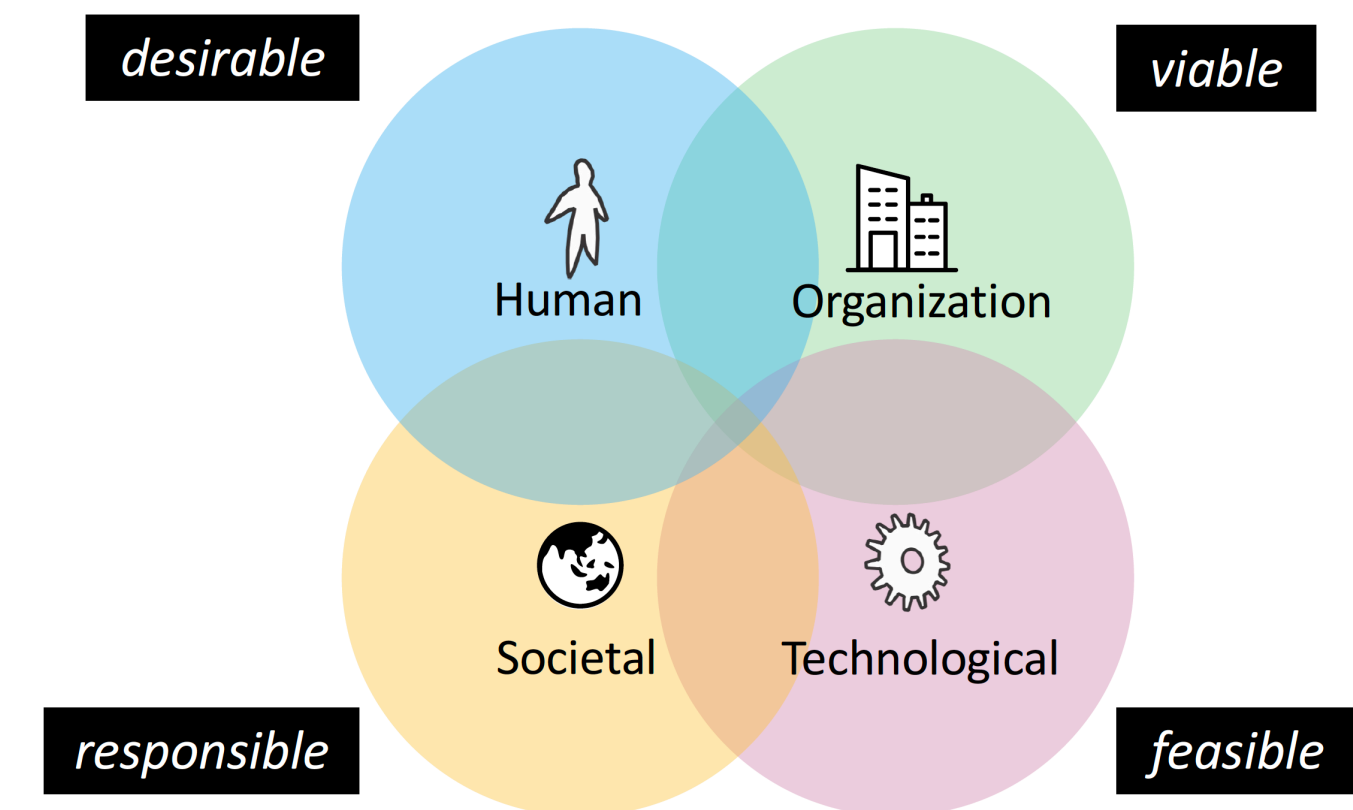 desirable
viable
Human
Organization
Societal
Technological
responsible
feasible